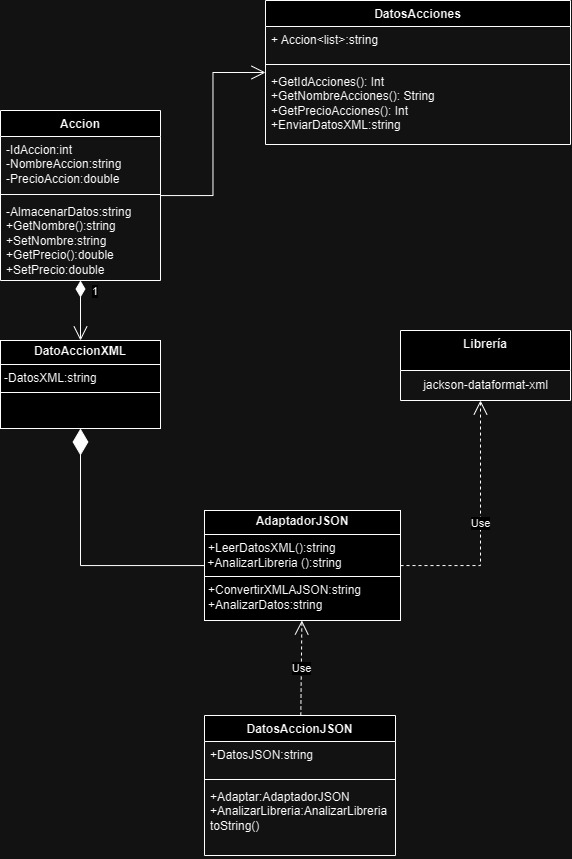 DatosAcciones
+ Accion<list>:string
+GetIdAcciones(): Int
+GetNombreAcciones(): String
+GetPrecioAcciones(): Int
+EnviarDatosXML:string
Accion
-IdAccion:int
-NombreAccion:string
-PrecioAccion:double
-AlmacenarDatos:string
+GetNombre():string
+SetNombre:string
+GetPrecio():double
+SetPrecio:double
1
DatoAccionXML
-DatosXML:string
Librería
jackson-dataformat-xml
Use
AdaptadorJSON
+LeerDatosXML():string
+AnalizarLibreria ():string
+ConvertirXMLAJSON:string
+AnalizarDatos:string
Use
DatosAccionJSON
+DatosJSON:string
+Adaptar:AdaptadorJSON
+AnalizarLibreria:AnalizarLibreria
toString()